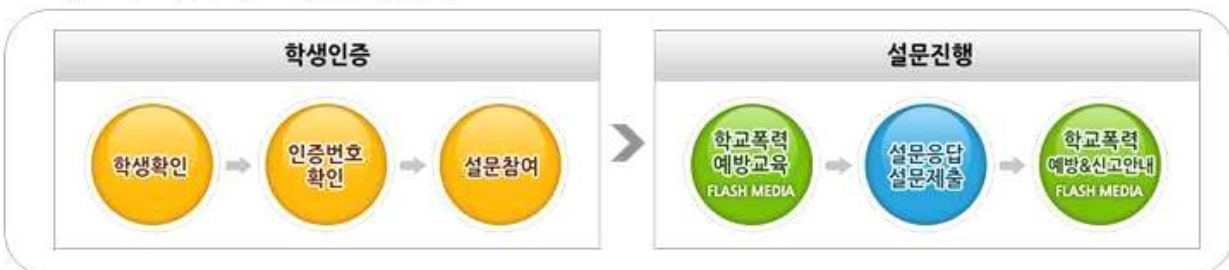 학생인증
학생확인
인증번호
확인
설문참여
설문진행
학교폭력
예방교육
FLASH MEDIA
설문응답
설문제출
학교폭력
예방&신고안내
FLASH MEDIA